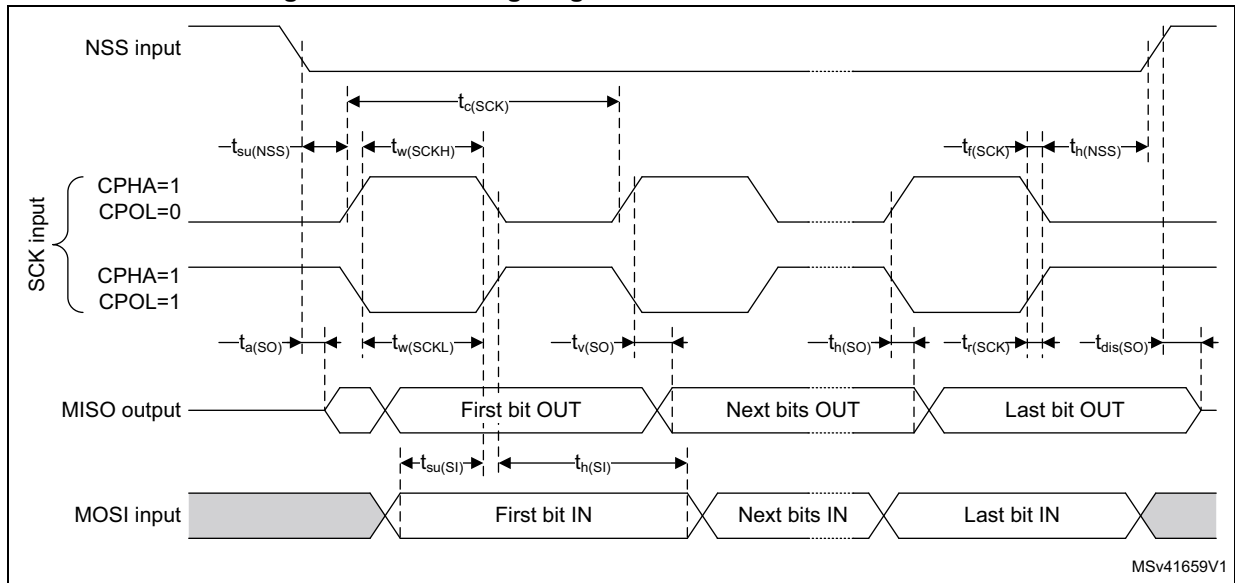 NSS input
tc(SCK)
tsu(NSS) tw(SCKH) tf(SCK) th(NSS)
SCK input
CPHA=1
CPOL=0
CPHA=1
CPOL=1
ta(SO) tw(SCKL) tv(SO) th(SO) tr(SCK) tdis(SO)
MISO output First bit OUT Next bits OUT Last bit OUT
tsu(SI) th(SI)
MOSI input First bit IN Next bits IN Last bit IN
MSv41659V1